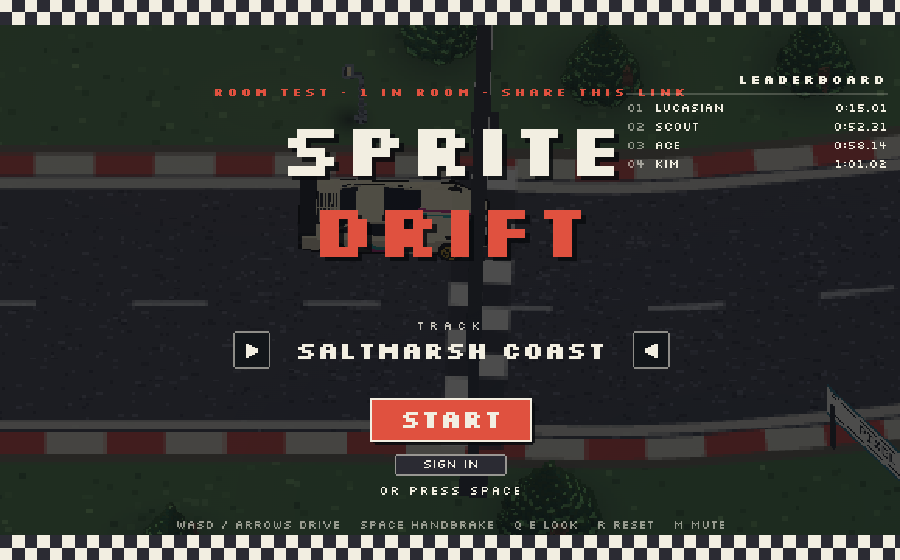 ROOM TEST - 1 IN ROOM - SHARE THIS LINK
LEADERBOARD
01 LUCASIAN 0:15.01
02 SCOUT 0:52.31
03 ACE 0:58.14
04 KIM 1:01.02
SPRITE
DRIFT
TRACK
SALTMARSH COAST
START
SIGN IN
OR PRESS SPACE
WASD / ARROWS DRIVE SPACE HANDBRAKE Q E LOOK R RESET M MUTE